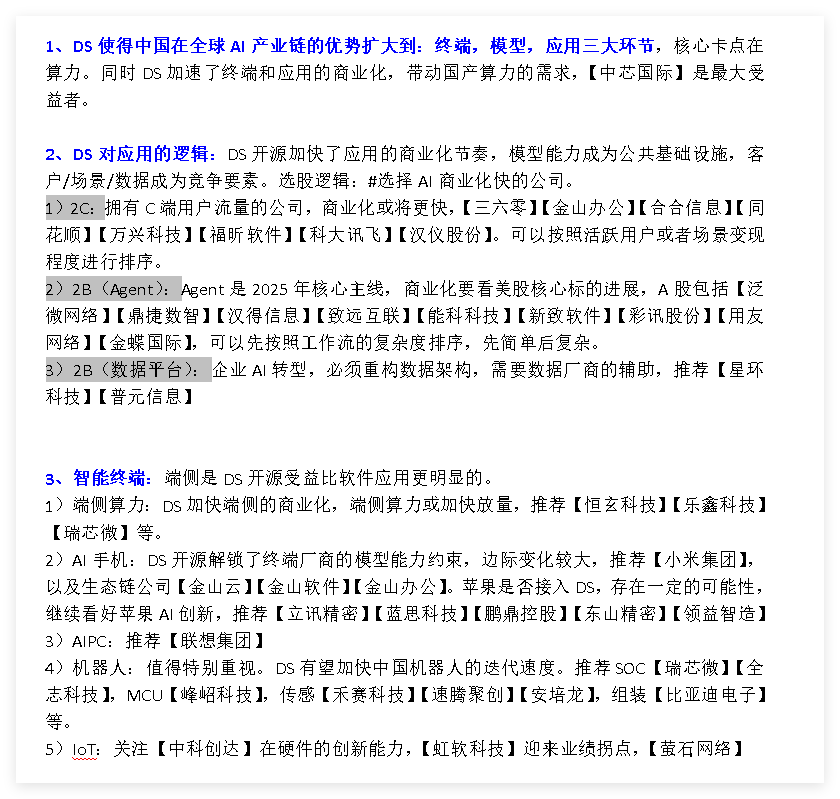 1、DS 使得中国在全球 AI 产业链的优势扩大到：终端，模型，应用三大环节，核心卡点在
算力。同时 DS 加速了终端和应用的商业化，带动国产算力的需求，【中芯国际】是最大受
益者。
2、DS 对应用的逻辑：DS 开源加快了应用的商业化节奏，模型能力成为公共基础设施，客
户/场景/数据成为竞争要素。选股逻辑：#选择 AI 商业化快的公司。
1）2C：拥有 C 端用户流量的公司，商业化或将更快，【三六零】【金山办公】【合合信息】【同
花顺】【万兴科技】【福昕软件】【科大讯飞】【汉仪股份】。可以按照活跃用户或者场景变现
程度进行排序。
2）2B（Agent）：Agent 是 2025 年核心主线，商业化要看美股核心标的进展，A 股包括【泛
微网络】【鼎捷数智】【汉得信息】【致远互联】【能科科技】【新致软件】【彩讯股份】【用友
网络】【金蝶国际】，可以先按照工作流的复杂度排序，先简单后复杂。
3）2B（数据平台）：企业 AI 转型，必须重构数据架构，需要数据厂商的辅助，推荐【星环
科技】【普元信息】
3、智能终端：端侧是 DS 开源受益比软件应用更明显的。
1）端侧算力：DS 加快端侧的商业化，端侧算力或加快放量，推荐【恒玄科技】【乐鑫科技】
【瑞芯微】等。
2）AI 手机：DS 开源解锁了终端厂商的模型能力约束，边际变化较大，推荐【小米集团】，
以及生态链公司【金山云】【金山软件】【金山办公】。苹果是否接入 DS，存在一定的可能性，
继续看好苹果 AI 创新，推荐【立讯精密】【蓝思科技】【鹏鼎控股】【东山精密】【领益智造】
3）AIPC：推荐【联想集团】
4）机器人：值得特别重视。DS 有望加快中国机器人的迭代速度。推荐 SOC【瑞芯微】【全
志科技】，MCU【峰岹科技】，传感【禾赛科技】【速腾聚创】【安培龙】，组装【比亚迪电子】
等。
5）IoT：关注【中科创达】在硬件的创新能力，【虹软科技】迎来业绩拐点，【萤石网络】